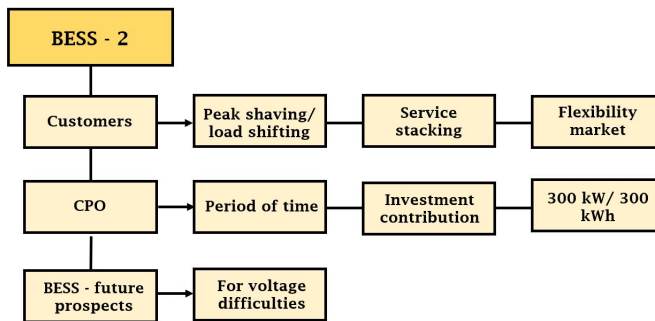 BESS - 2
Customers
Peak shaving/
load shifting
Service
stacking
Flexibility
market
CPO
Period of time
Investment
contribution
300 kW/ 300
kWh
BESS - future
prospects
For voltage
difficulties